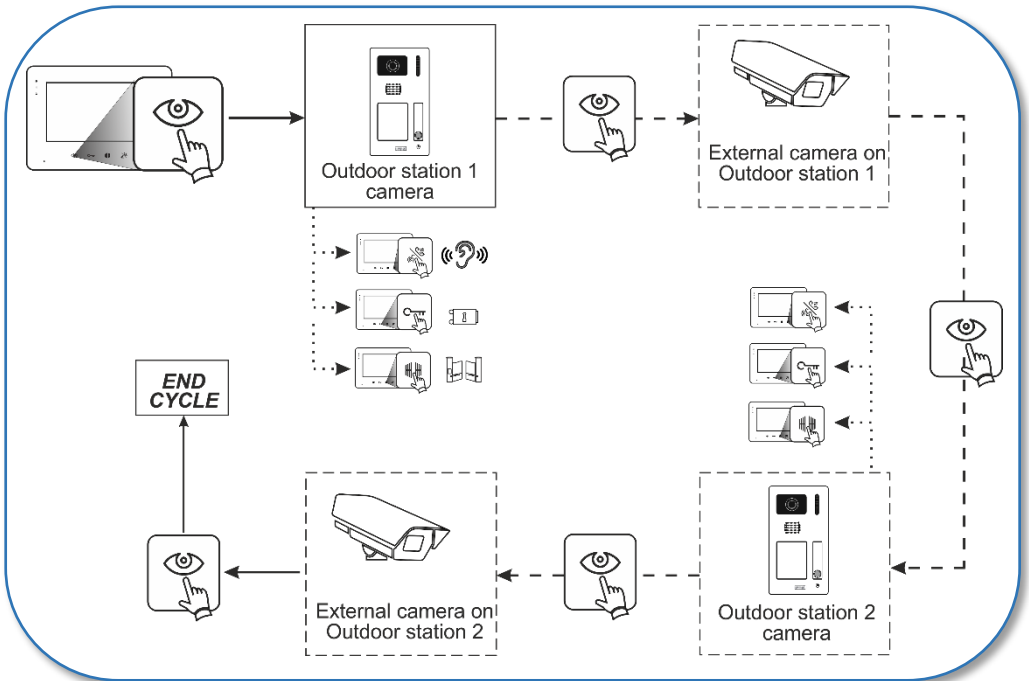 Outdoor station 1
camera
External camera on
Outdoor station 1
END
CYCLE
External camera on
Outdoor station 2
Outdoor station 2
camera